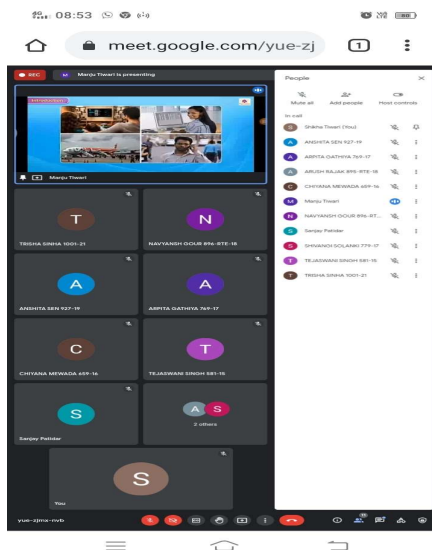 4G 08:53
meet.google.com/yue-zj
1
REC
M
Manju Tiwari is presenting
Manju Tiwari
T
TRISHA SINHA 1001-21
N
NAVYANSH GOUR 896-RTE-18
A
ANSHITA SEN 927-19
A
ARPITA GATHIYA 769-17
C
CHIYANA MEWADA 659-16
T
TEJASWANI SINGH 581-15
S
Sanjay Patidar
A S
2 others
S
You
People
Mute all Add people Host controls
In call
S Shikha Tiwari (You)
A ANSHITA SEN 927-19
A ARPITA GATHIYA 769-17
A ARUSH RAJAK 895-RTE-18
C CHIYANA MEWADA 659-16
M Manju Tiwari
N NAVYANSH GOUR 896-RT...
S Sanjay Patidar
S SHIVANGI SOLANKI 779-17
T TEJASWANI SINGH 581-15
T TRISHA SINHA 1001-21
yue-zjmx-nvb